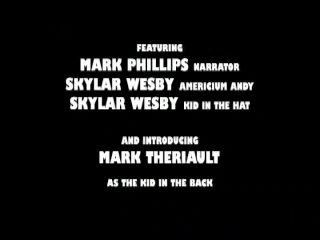 FEATURING
MARK PHILLIPS NARRATOR
SKYLAR WESBY AMERICIUM ANDY
SKYLAR WESBY KID IN THE HAT
AND INTRODUCING
MARK THERIAULT
AS THE KID IN THE BACK